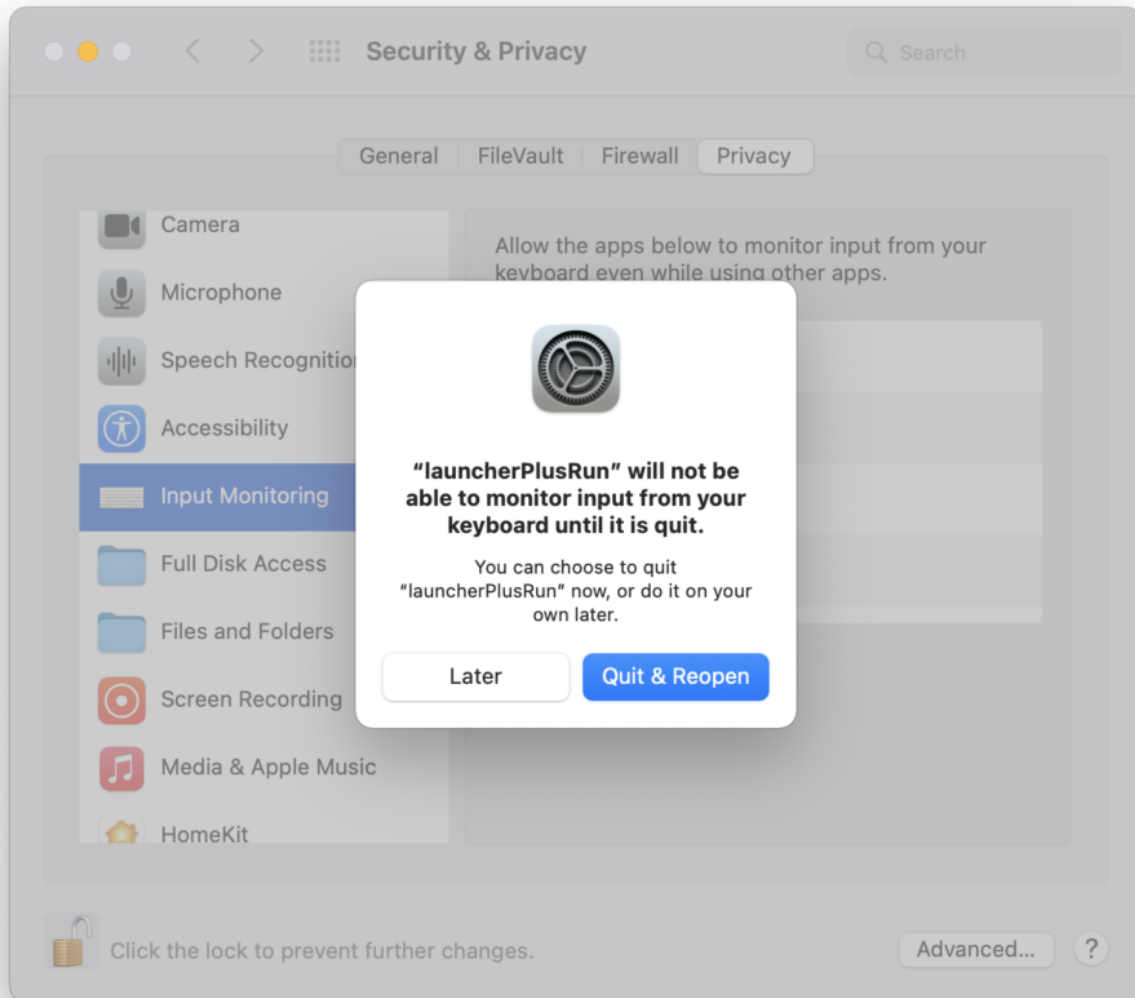 Security & Privacy
Search
General
FileVault
Firewall
Privacy
Camera
Microphone
Speech Recognition
Accessibility
Input Monitoring
Full Disk Access
Files and Folders
Screen Recording
Media & Apple Music
HomeKit
Allow the apps below to monitor input from your
keyboard even while using other apps.
“launcherPlusRun” will not be
able to monitor input from your
keyboard until it is quit.
You can choose to quit
“launcherPlusRun” now, or do it on your
own later.
Later
Quit & Reopen
Click the lock to prevent further changes.
Advanced...
?